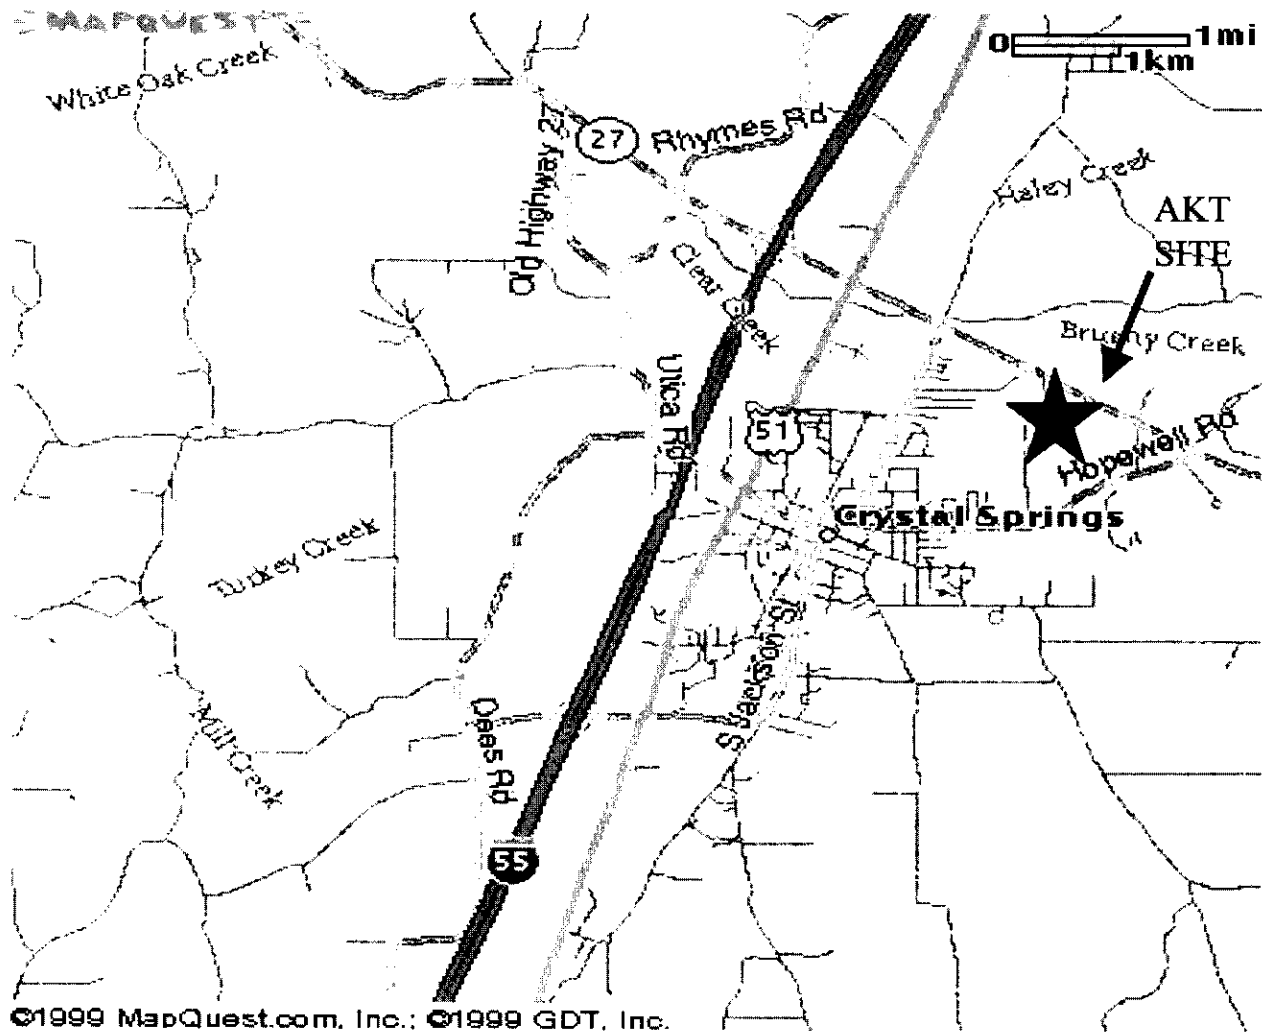 MAPQUEST
0 1mi
1km
White Oak Creek
27
Rhymes Rd
Old Highway 27
Haley Creek
AKT
SITE
Clear Creek
Brushy Creek
Utica Rd
51
Hopewell Rd
Crystal Springs
Turkey Creek
S Jackson St
Mill Creek
Dees Rd
55
©1999 MapQuest.com, Inc.; ©1999 GDT, Inc.